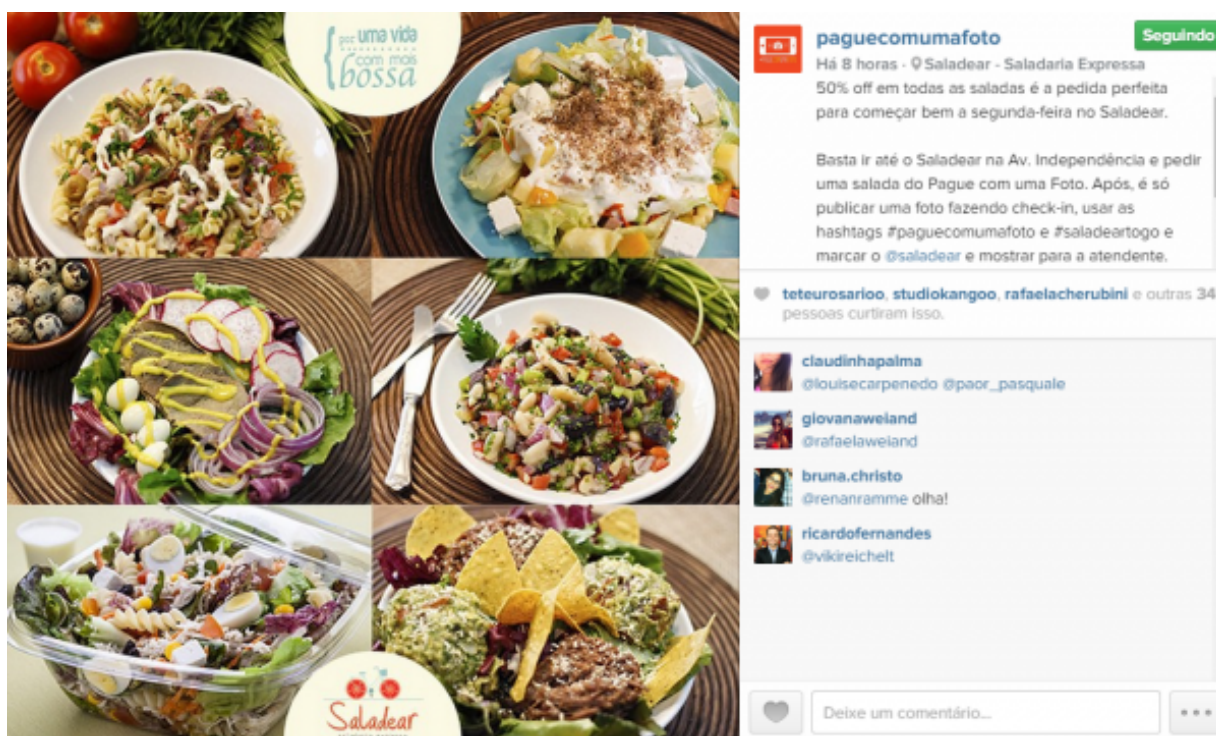 {por uma vida
com mais
bossa
Saladear
paguecomumafoto
Seguindo
Há 8 horas · Saladear - Saladaria Expressa
50% off em todas as saladas é a pedida perfeita
para começar bem a segunda-feira no Saladear.
Basta ir até o Saladear na Av. Independência e pedir
uma salada do Pague com uma Foto. Após, é só
publicar uma foto fazendo check-in, usar as
hashtags #paguecomumafoto e #saladeartogo e
marcar o @saladear e mostrar para a atendente.
teteurosarioo, studiokangoo, rafaelacherubini e outras 34
pessoas curtiram isso.
claudinhapalma
@louisecarpenedo @paor_pasquale
giovanaweiand
@rafaelaweiand
bruna.christo
@renanramme olha!
ricardofernandes
@vikireichelt
Deixe um comentário...